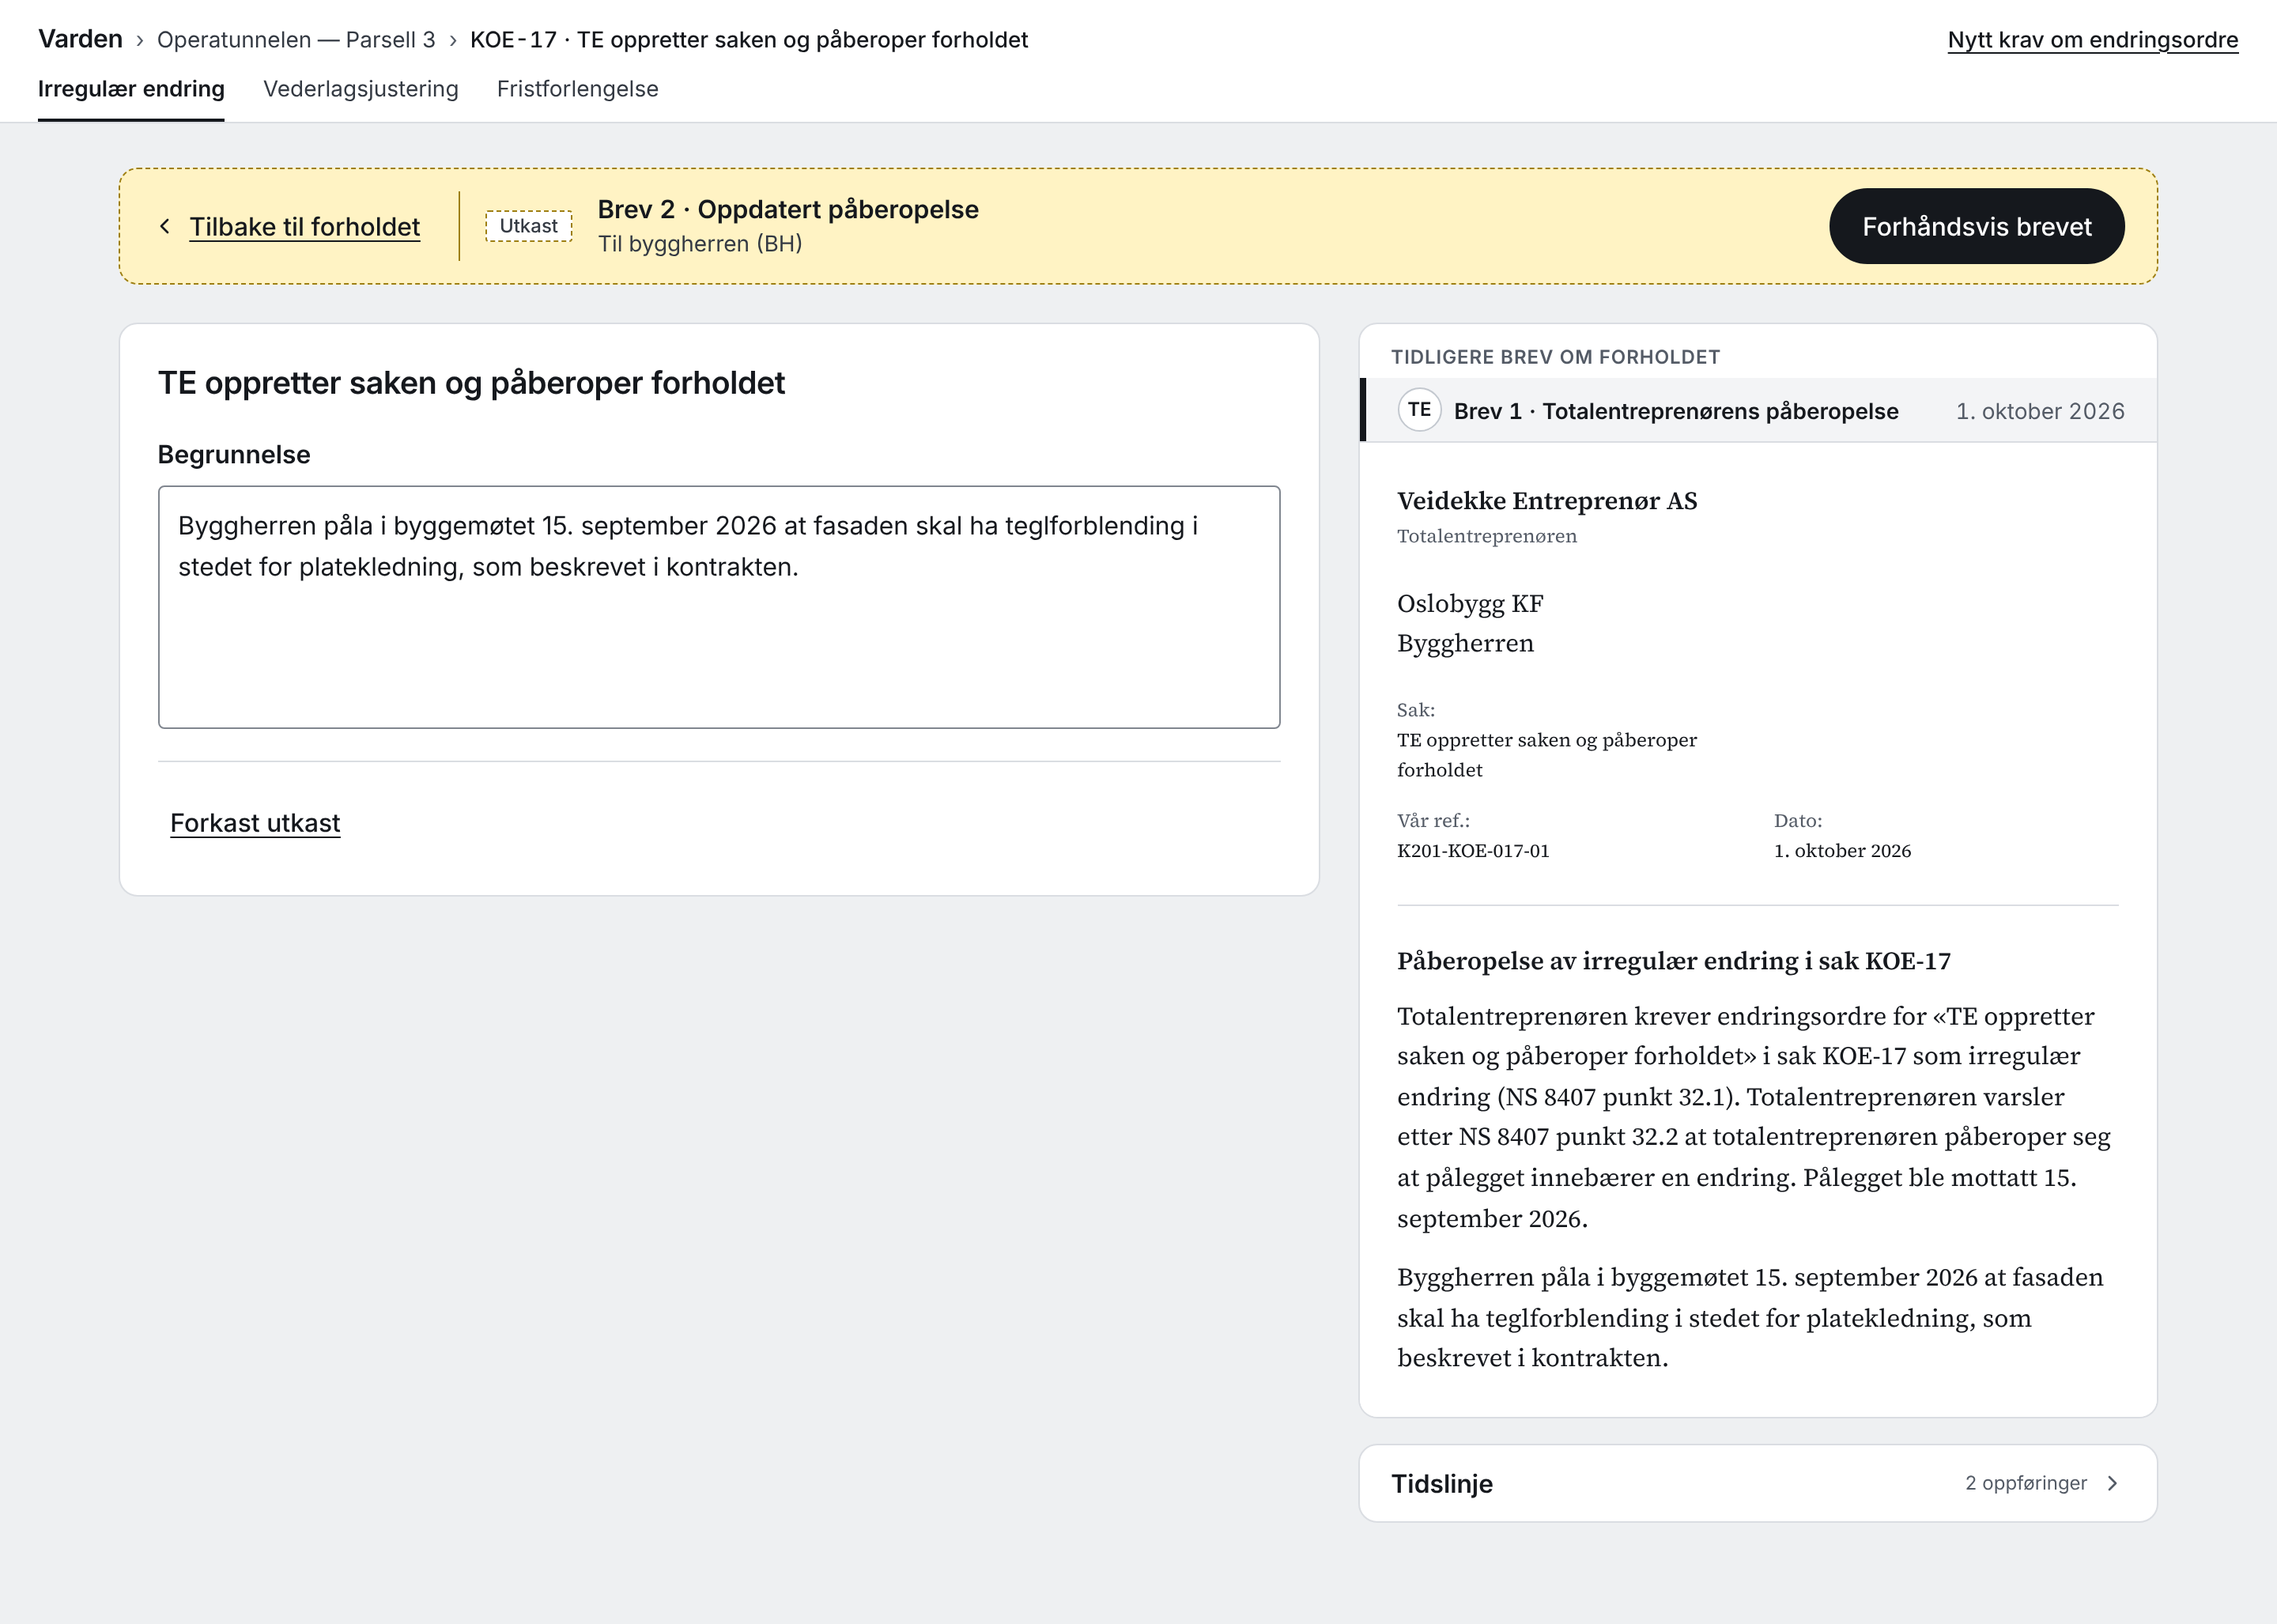 Varden › Operatunnelen — Parsell 3 › KOE-17 · TE oppretter saken og påberoper forholdet
Nytt krav om endringsordre
Irregulær endring Vederlagsjustering Fristforlengelse
Tilbake til forholdet
Utkast
Brev 2 · Oppdatert påberopelse
Til byggherren (BH)
Forhåndsvis brevet
TE oppretter saken og påberoper forholdet
Begrunnelse
Byggherren påla i byggemøtet 15. september 2026 at fasaden skal ha teglforblending i
stedet for platekledning, som beskrevet i kontrakten.
Forkast utkast
TIDLIGERE BREV OM FORHOLDET
TE Brev 1 · Totalentreprenørens påberopelse 1. oktober 2026
Veidekke Entreprenør AS
Totalentreprenøren
Oslobygg KF
Byggherren
Sak:
TE oppretter saken og påberoper
forholdet
Vår ref.: Dato:
K201-KOE-017-01 1. oktober 2026
Påberopelse av irregulær endring i sak KOE-17
Totalentreprenøren krever endringsordre for «TE oppretter
saken og påberoper forholdet» i sak KOE-17 som irregulær
endring (NS 8407 punkt 32.1). Totalentreprenøren varsler
etter NS 8407 punkt 32.2 at totalentreprenøren påberoper seg
at pålegget innebærer en endring. Pålegget ble mottatt 15.
september 2026.
Byggherren påla i byggemøtet 15. september 2026 at fasaden
skal ha teglforblending i stedet for platekledning, som
beskrevet i kontrakten.
Tidslinje 2 oppføringer